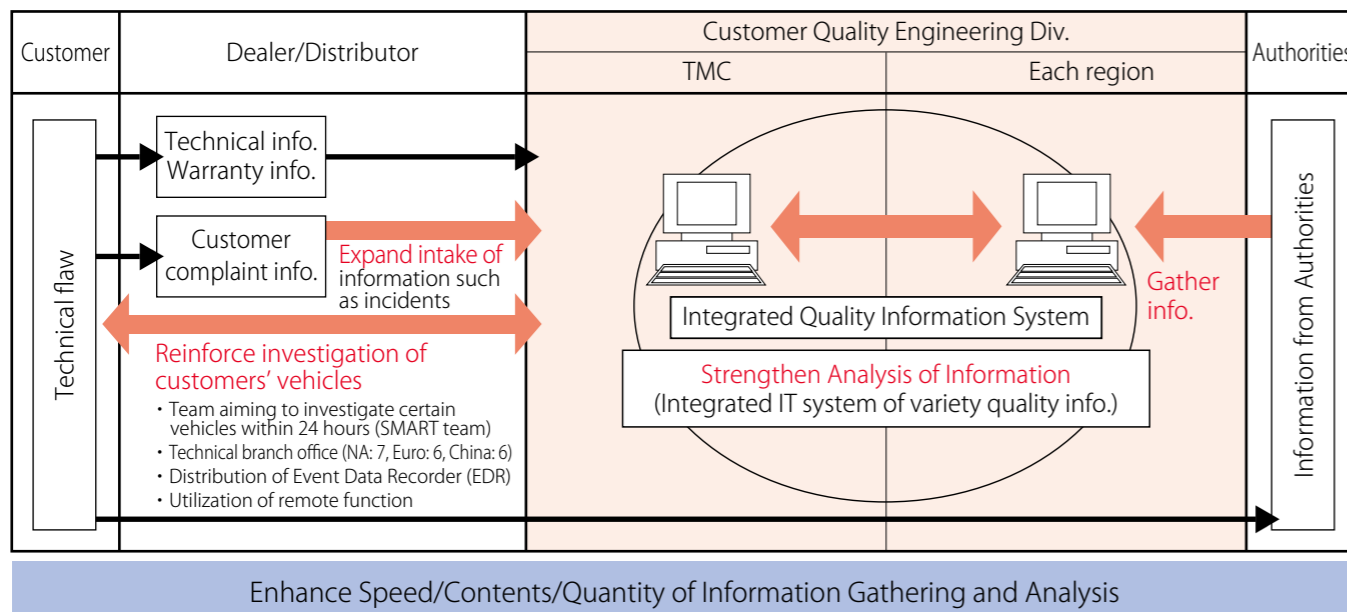 Customer
Dealer/Distributor
Customer Quality Engineering Div.
TMC
Each region
Authorities
Technical flaw
Technical info.
Warranty info.
Customer
complaint info.
Expand intake of
information such
as incidents
Reinforce investigation of
customers’ vehicles
・Team aiming to investigate certain
vehicles within 24 hours (SMART team)
・Technical branch office (NA: 7, Euro: 6, China: 6)
・Distribution of Event Data Recorder (EDR)
・Utilization of remote function
Integrated Quality Information System
Strengthen Analysis of Information
(Integrated IT system of variety quality info.)
Gather
info.
Information from Authorities
Enhance Speed/Contents/Quantity of Information Gathering and Analysis